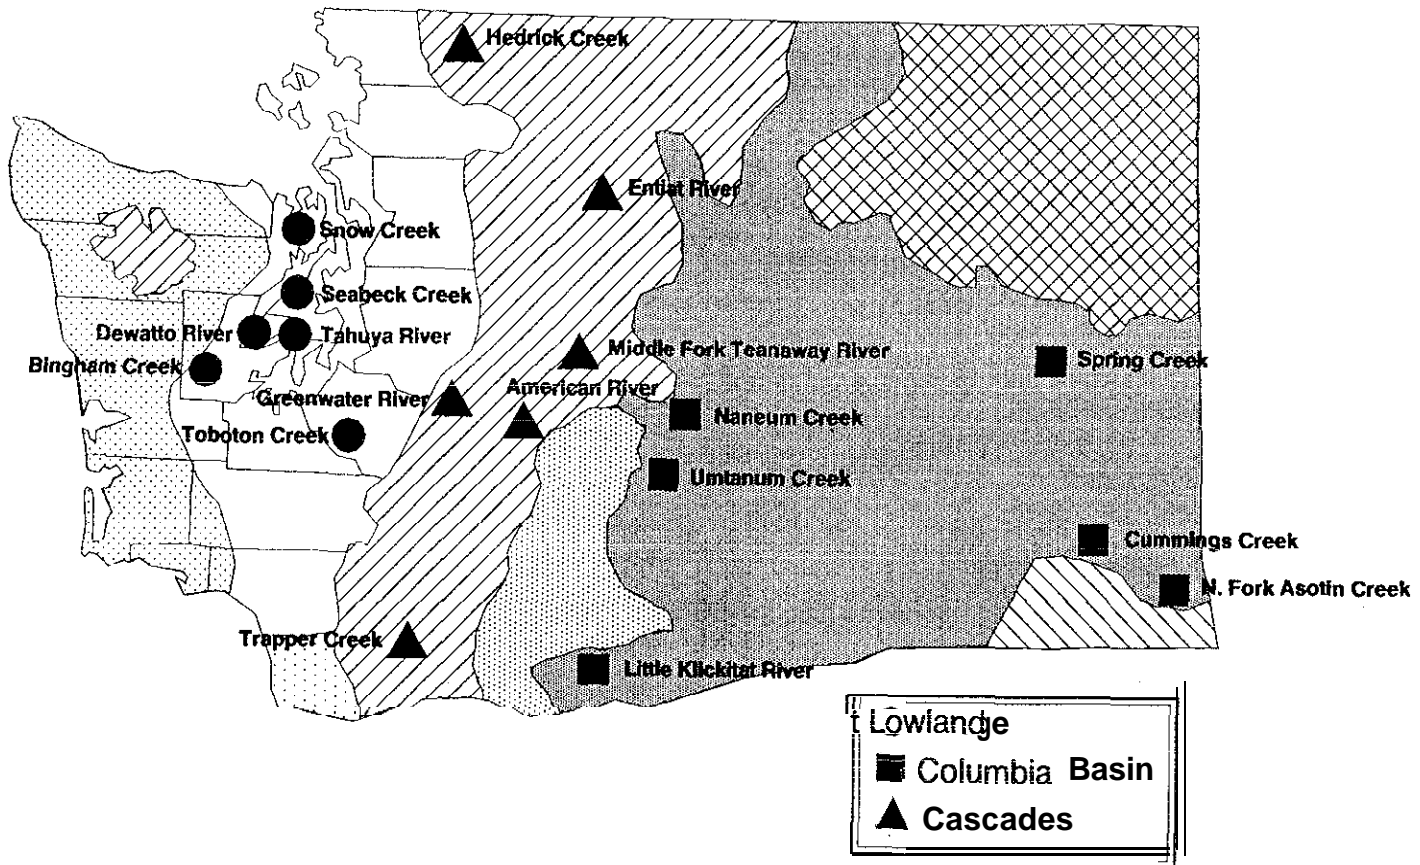 Hedrick Creek
Entiat River
Snow Creek
Seabeck Creek
Dewatto River
Tahuya River
Bingham Creek
Middle Fork Teanaway River
Spring Creek
American River
Greenwater River
Naneum Creek
Toboton Creek
Umtanum Creek
Cummings Creek
N. Fork Asotin Creek
Trapper Creek
Little Klickitat River
t Lowland
Columbia Basin
Cascades